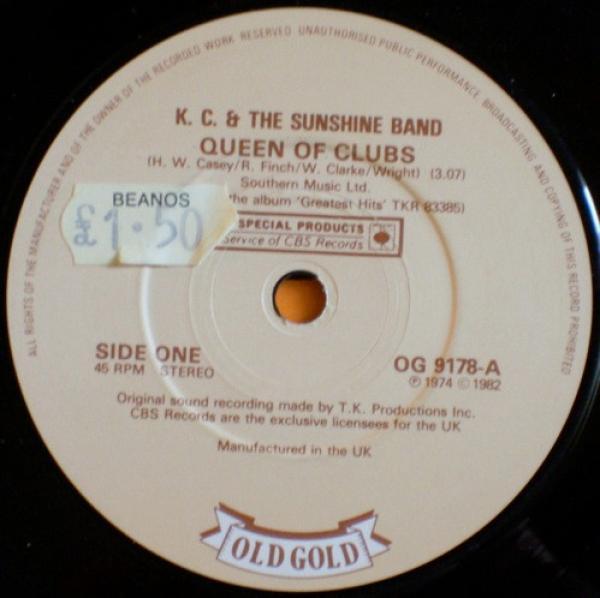 ALL RIGHTS OF THE MANUFACTURER AND OF THE OWNER OF THE RECORDED WORK RESERVED UNAUTHORISED PUBLIC PERFORMANCE, BROADCASTING AND COPYING OF THIS RECORD PROHIBITED
K. C. & THE SUNSHINE BAND
QUEEN OF CLUBS
(H. W. Casey/R. Finch/W. Clarke/Wright) (3.07)
Southern Music Ltd.
the album 'Greatest Hits' TKR 83385)
BEANOS
£1.50
SPECIAL PRODUCTS
Service of CBS Records
SIDE ONE
45 RPM STEREO
OG 9178-A
℗ 1974 © 1982
Original sound recording made by T.K. Productions Inc.
CBS Records are the exclusive licensees for the UK
Manufactured in the UK
OLD GOLD